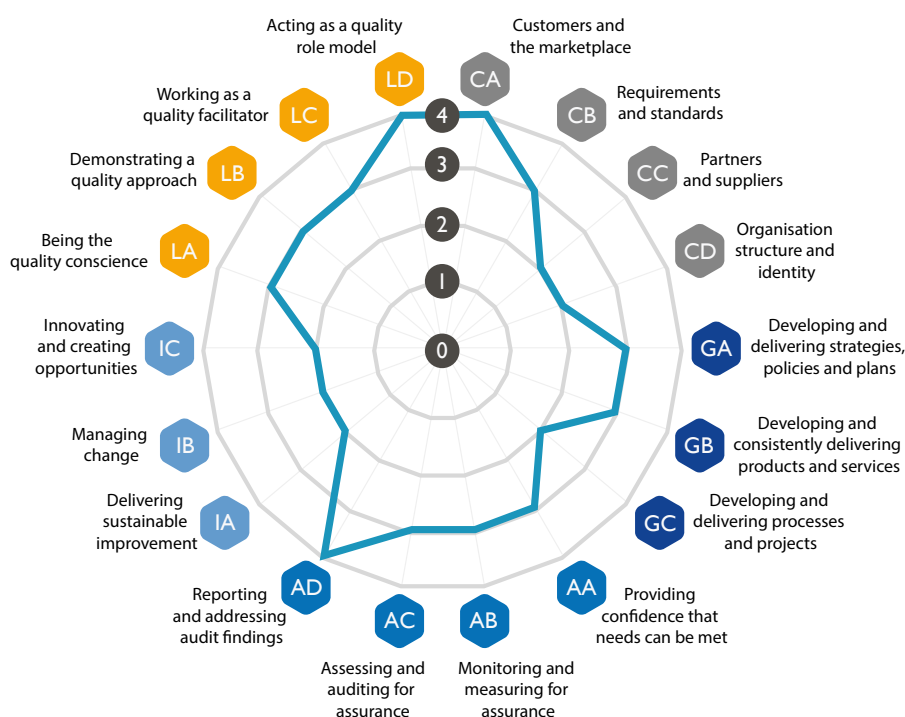 Acting as a quality
role model
LD
Customers and
the marketplace
CA
Requirements
and standards
CB
Partners
and suppliers
CC
Organisation
structure and
identity
CD
Developing and
delivering strategies,
policies and plans
GA
Developing and
consistently delivering
products and services
GB
Developing and
delivering processes
and projects
GC
Providing
confidence that
needs can be met
AA
Monitoring and
measuring for
assurance
AB
Assessing and
auditing for
assurance
AC
Reporting
and addressing
audit findings
AD
Delivering
sustainable
improvement
IA
Managing
change
IB
Innovating
and creating
opportunities
IC
Being the
quality conscience
LA
Demonstrating a
quality approach
LB
Working as a
quality facilitator
LC
4
3
2
1
0